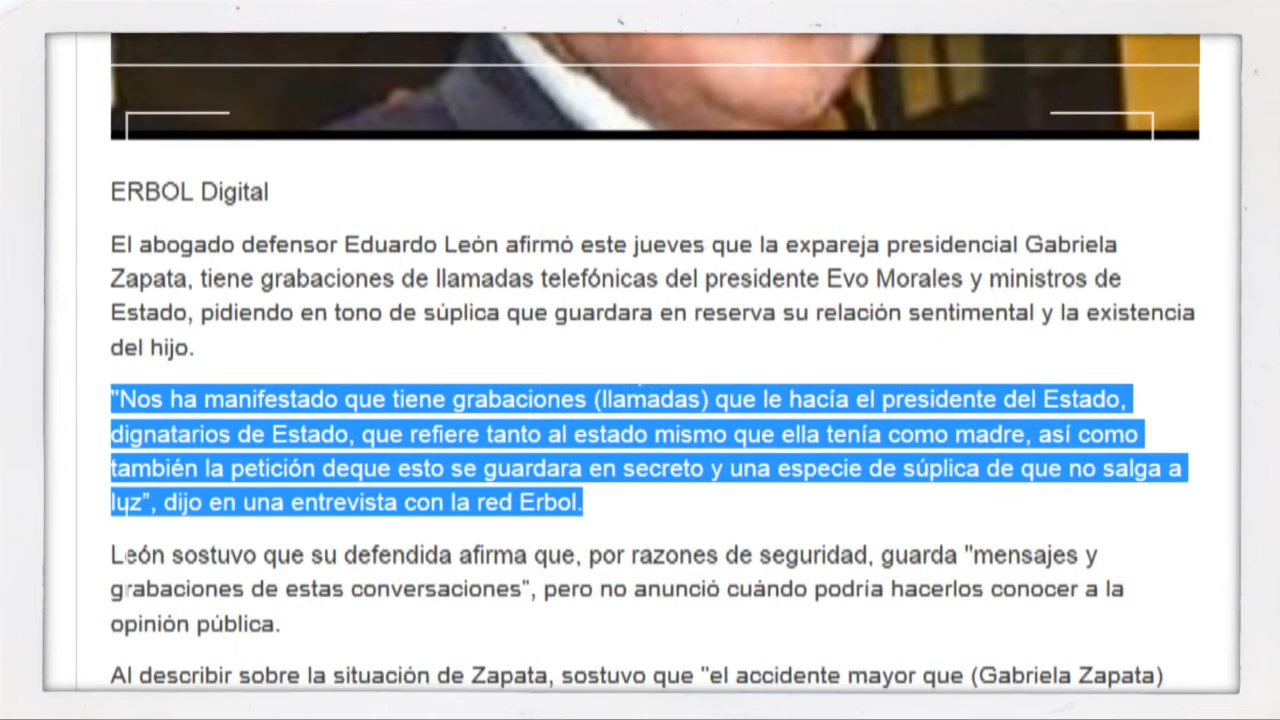 ERBOL Digital
El abogado defensor Eduardo León afirmó este jueves que la expareja presidencial Gabriela
Zapata, tiene grabaciones de llamadas telefónicas del presidente Evo Morales y ministros de
Estado, pidiendo en tono de súplica que guardara en reserva su relación sentimental y la existencia
del hijo.
"Nos ha manifestado que tiene grabaciones (llamadas) que le hacía el presidente del Estado,
dignatarios de Estado, que refiere tanto al estado mismo que ella tenía como madre, así como
también la petición deque esto se guardara en secreto y una especie de súplica de que no salga a
luz”, dijo en una entrevista con la red Erbol.
León sostuvo que su defendida afirma que, por razones de seguridad, guarda "mensajes y
grabaciones de estas conversaciones", pero no anunció cuándo podría hacerlos conocer a la
opinión pública.
Al describir sobre la situación de Zapata, sostuvo que "el accidente mayor que (Gabriela Zapata)